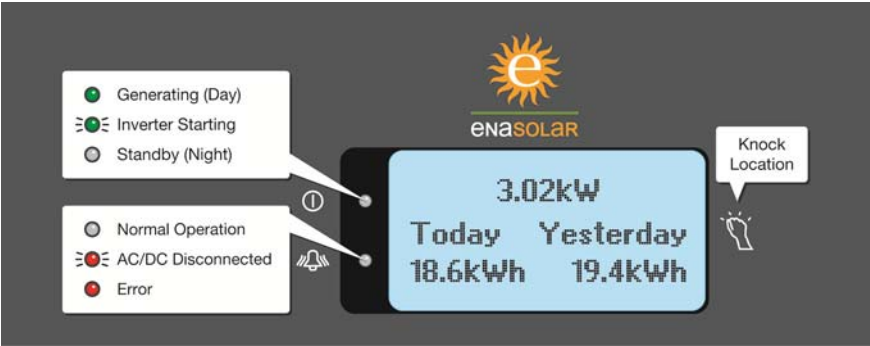 e
enasolar
Generating (Day)
Inverter Starting
Standby (Night)
Normal Operation
AC/DC Disconnected
Error
3.02kW
Today Yesterday
18.6kWh 19.4kWh
Knock
Location